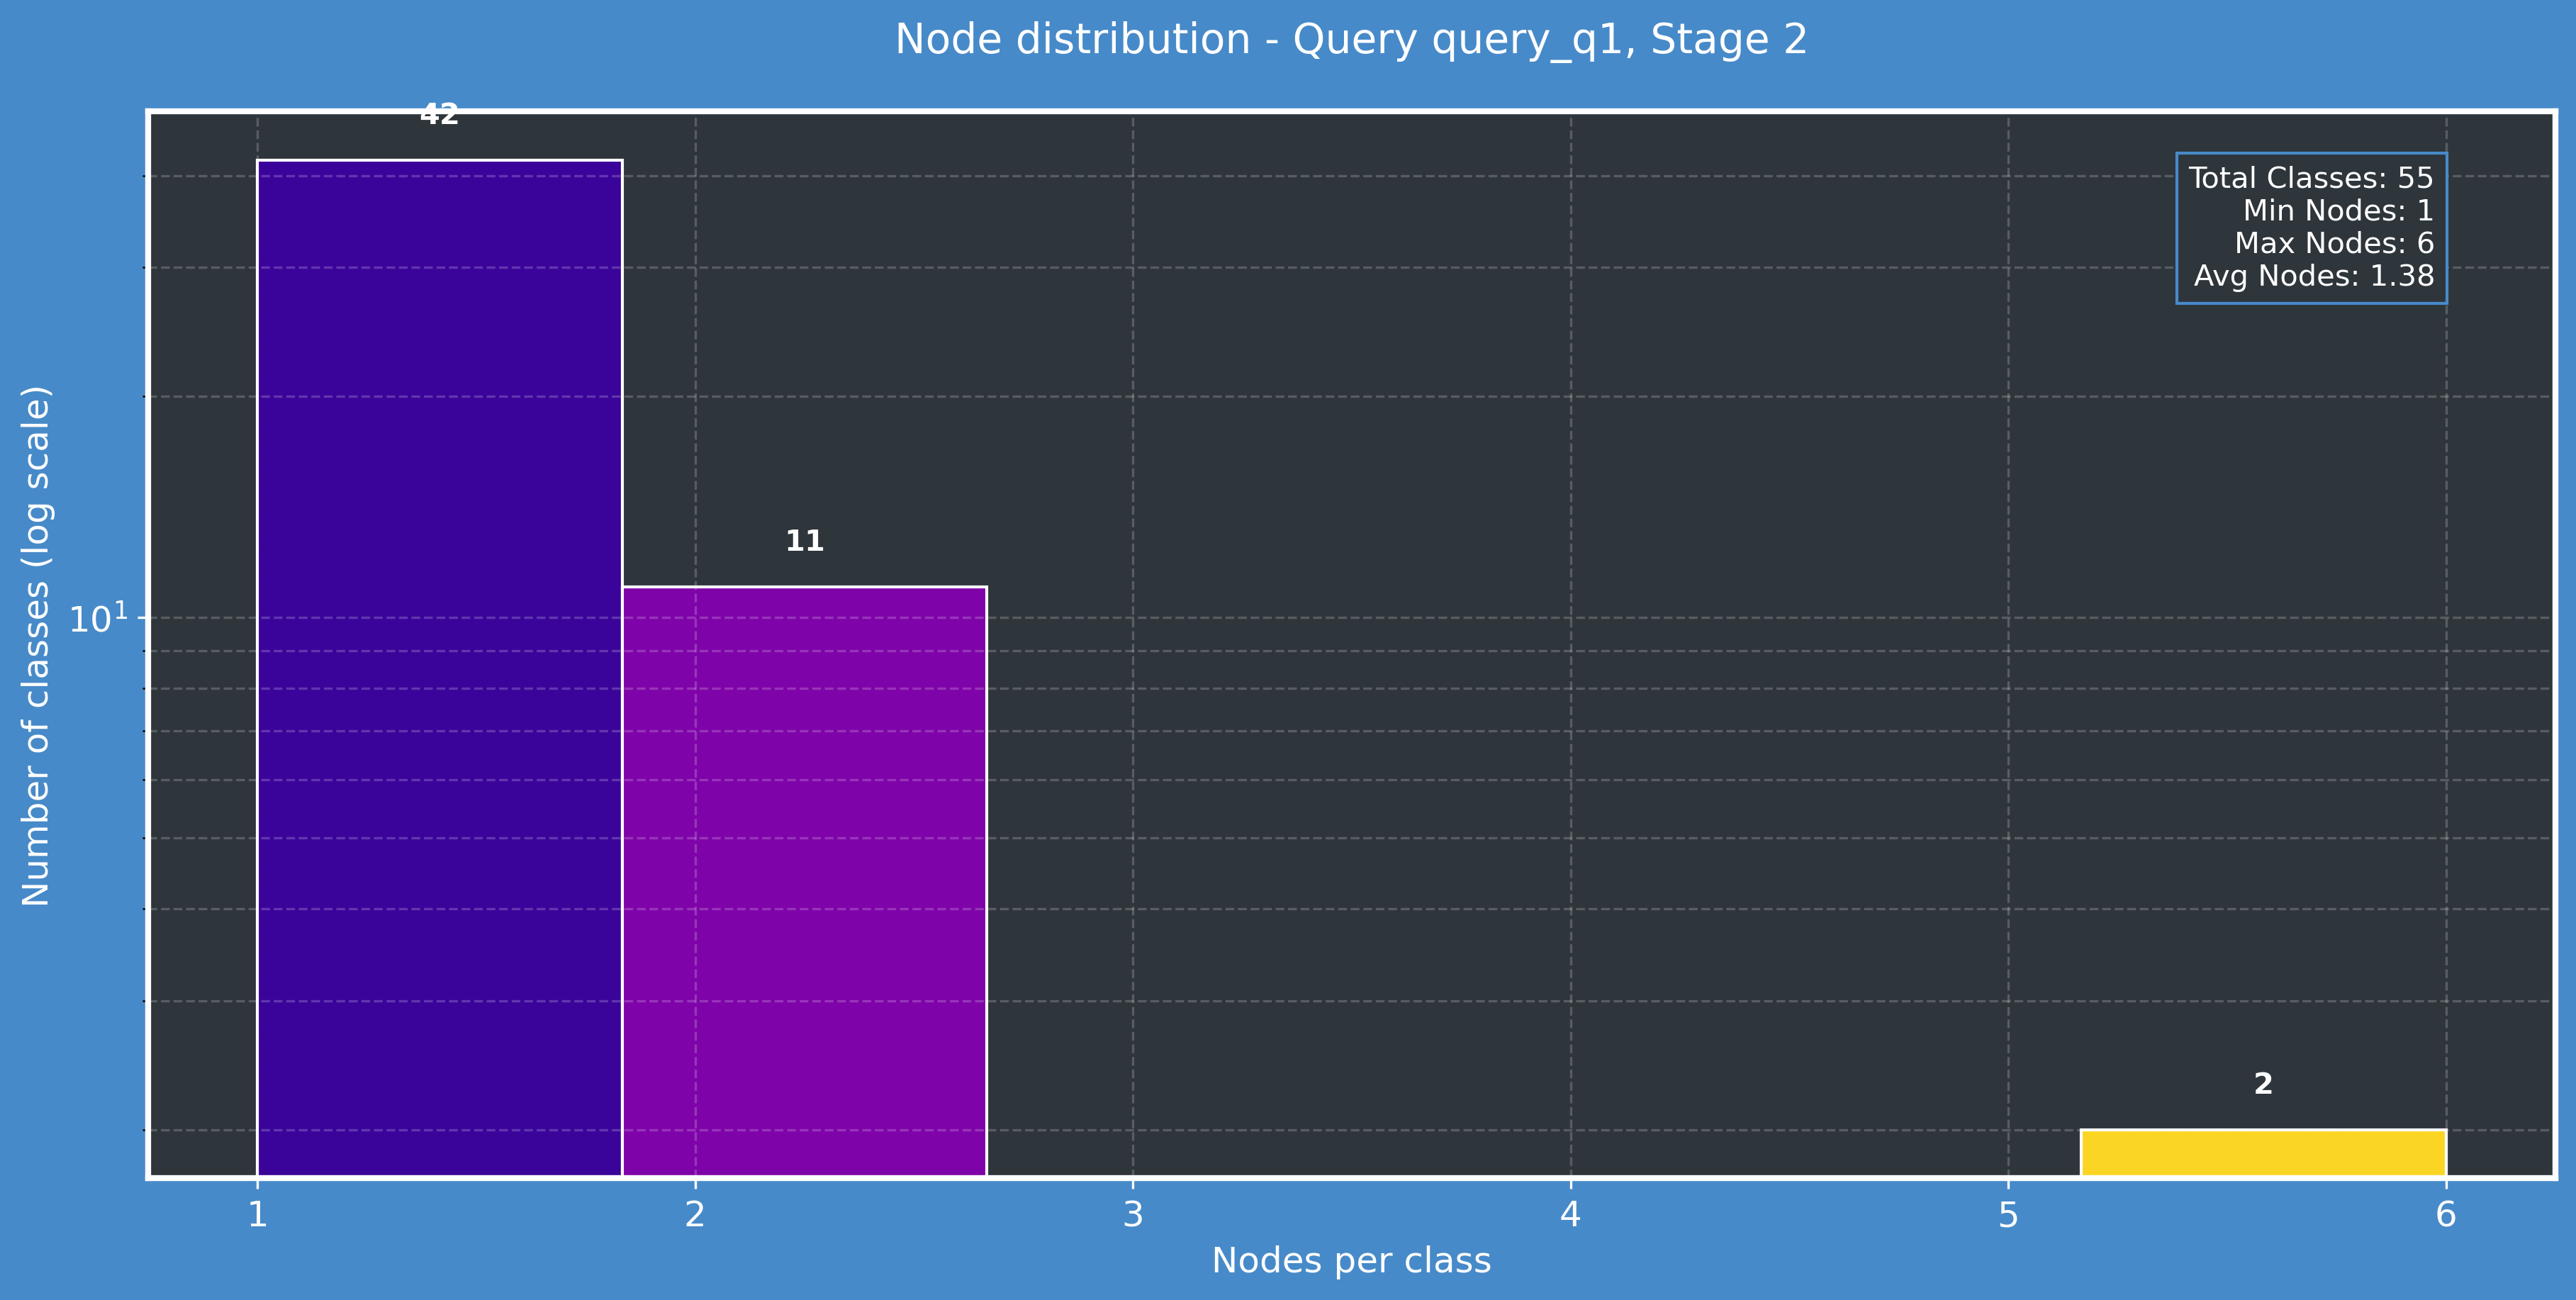 Node distribution - Query query_q1, Stage 2
42
Total Classes: 55
Min Nodes: 1
Max Nodes: 6
Avg Nodes: 1.38
11
10¹
2
Number of classes (log scale)
1 2 3 4 5 6
Nodes per class